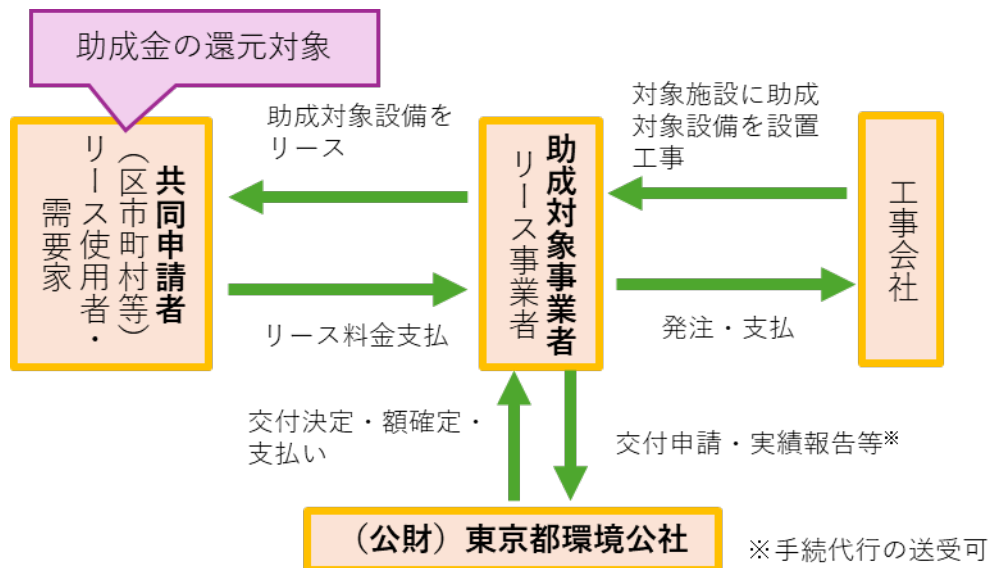 助成金の還元対象
助成対象設備を
リース
対象施設に助成
対象設備を設置
工事
共同申請者
（区市町村等）
リース使用者・
需要家
助成対象事業者
リース事業者
工事会社
リース料金支払
発注・支払
交付決定・額確定・
支払い
交付申請・実績報告等※
（公財）東京都環境公社
※手続代行の送受可